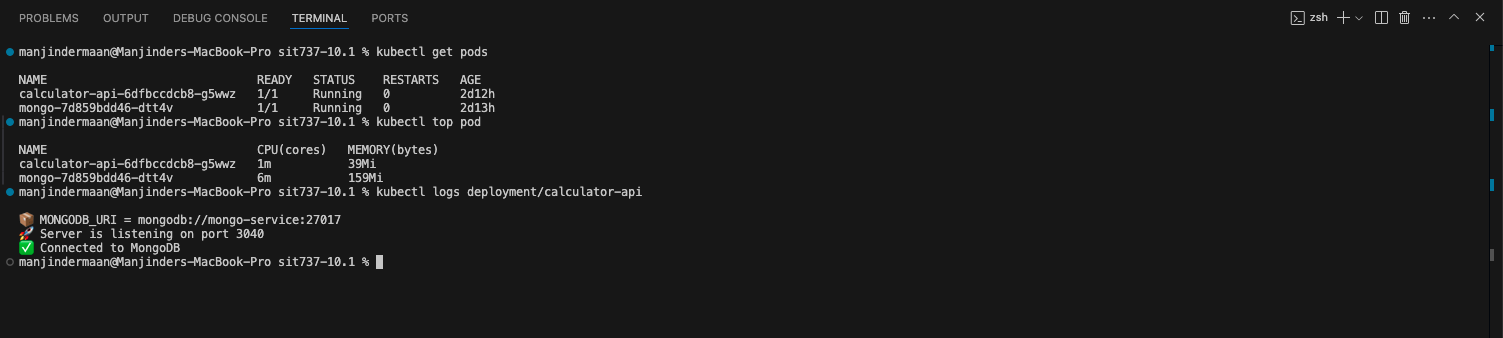 PROBLEMS OUTPUT DEBUG CONSOLE TERMINAL PORTS zsh
manjindermaan@Manjinders-MacBook-Pro sit737-10.1 % kubectl get pods
NAME READY STATUS RESTARTS AGE
calculator-api-6dfbccdcb8-g5wwz 1/1 Running 0 2d12h
mongo-7d859bdd46-dtt4v 1/1 Running 0 2d13h
manjindermaan@Manjinders-MacBook-Pro sit737-10.1 % kubectl top pod
NAME CPU(cores) MEMORY(bytes)
calculator-api-6dfbccdcb8-g5wwz 1m 39Mi
mongo-7d859bdd46-dtt4v 6m 159Mi
manjindermaan@Manjinders-MacBook-Pro sit737-10.1 % kubectl logs deployment/calculator-api
📦 MONGODB_URI = mongodb://mongo-service:27017
🚀 Server is listening on port 3040
✅ Connected to MongoDB
manjindermaan@Manjinders-MacBook-Pro sit737-10.1 %